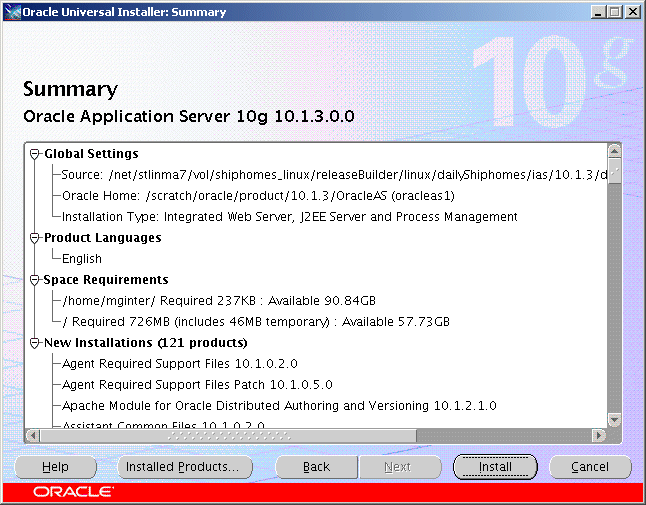 Oracle Universal Installer: Summary
10g
Summary
Oracle Application Server 10g 10.1.3.0.0
Global Settings
Source: /net/stlinma7/vol/shiphomes_linux/releaseBuilder/linux/dailyShiphomes/ias/10.1.3/d
Oracle Home: /scratch/oracle/product/10.1.3/OracleAS (oracleas1)
Installation Type: Integrated Web Server, J2EE Server and Process Management
Product Languages
English
Space Requirements
/home/mginter/ Required 237KB : Available 90.84GB
/ Required 726MB (includes 46MB temporary) : Available 57.73GB
New Installations (121 products)
Agent Required Support Files 10.1.0.2.0
Agent Required Support Files Patch 10.1.0.5.0
Apache Module for Oracle Distributed Authoring and Versioning 10.1.2.1.0
Assistant Common Files 10.1.0.2.0
Help
Installed Products...
Back
Next
Install
Cancel
ORACLE